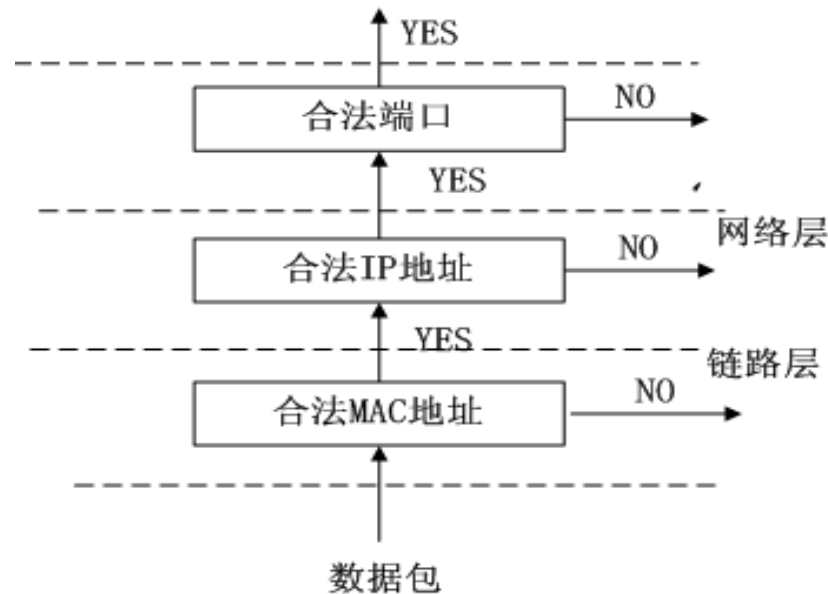 YES
合法端口
NO
YES
网络层
合法IP地址
NO
YES
链路层
合法MAC地址
NO
数据包